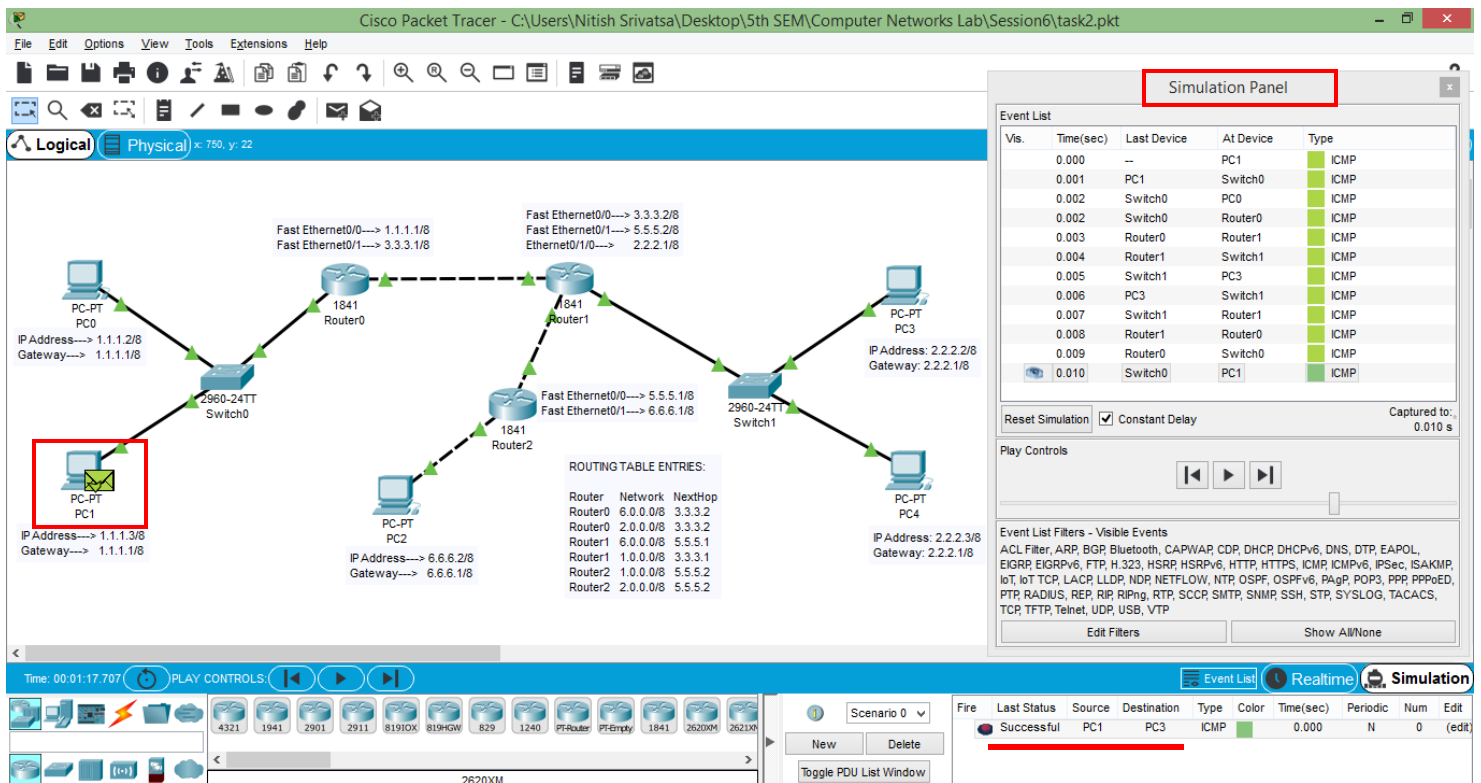 Cisco Packet Tracer - C:\Users\Nitish Srivatsa\Desktop\5th SEM\Computer Networks Lab\Session6\task2.pkt
File Edit Options View Tools Extensions Help
Logical Physical x: 750, y: 22
Fast Ethernet0/0---> 1.1.1.1/8
Fast Ethernet0/1---> 3.3.3.1/8
Fast Ethernet0/0---> 3.3.3.2/8
Fast Ethernet0/1---> 5.5.5.2/8
Ethernet0/1/0---> 2.2.2.1/8
PC-PT
PC0
IP Address---> 1.1.1.2/8
Gateway---> 1.1.1.1/8
1841
Router0
1841
Router1
PC-PT
PC3
IP Address: 2.2.2.2/8
Gateway: 2.2.2.1/8
2960-24TT
Switch0
Fast Ethernet0/0---> 5.5.5.1/8
Fast Ethernet0/1---> 6.6.6.1/8
1841
Router2
2960-24TT
Switch1
PC-PT
PC1
IP Address---> 1.1.1.3/8
Gateway---> 1.1.1.1/8
PC-PT
PC2
IP Address---> 6.6.6.2/8
Gateway---> 6.6.6.1/8
ROUTING TABLE ENTRIES:
Router Network NextHop
Router0 6.0.0.0/8 3.3.3.2
Router0 2.0.0.0/8 3.3.3.2
Router1 6.0.0.0/8 5.5.5.1
Router1 1.0.0.0/8 3.3.3.1
Router2 1.0.0.0/8 5.5.5.2
Router2 2.0.0.0/8 5.5.5.2
PC-PT
PC4
IP Address: 2.2.2.3/8
Gateway: 2.2.2.1/8
Simulation Panel
Event List
Vis. Time(sec) Last Device At Device Type
0.000 -- PC1 ICMP
0.001 PC1 Switch0 ICMP
0.002 Switch0 PC0 ICMP
0.002 Switch0 Router0 ICMP
0.003 Router0 Router1 ICMP
0.004 Router1 Switch1 ICMP
0.005 Switch1 PC3 ICMP
0.006 PC3 Switch1 ICMP
0.007 Switch1 Router1 ICMP
0.008 Router1 Router0 ICMP
0.009 Router0 Switch0 ICMP
0.010 Switch0 PC1 ICMP
Reset Simulation Constant Delay Captured to:
0.010 s
Play Controls
Event List Filters - Visible Events
ACL Filter, ARP, BGP, Bluetooth, CAPWAP, CDP, DHCP, DHCPv6, DNS, DTP, EAPOL,
EIGRP, EIGRPv6, FTP, H.323, HSRP, HSRPv6, HTTP, HTTPS, ICMP, ICMPv6, IPSec, ISAKMP,
IoT, IoT TCP, LACP, LLDP, NDP, NETFLOW, NTP, OSPF, OSPFv6, PAgP, POP3, PPP, PPPoED,
PTP, RADIUS, REP, RIP, RIPng, RTP, SCCP, SMTP, SNMP, SSH, STP, SYSLOG, TACACS,
TCP, TFTP, Telnet, UDP, USB, VTP
Edit Filters Show All/None
Time: 00:01:17.707 PLAY CONTROLS: Event List Realtime Simulation
4321 1941 2901 2911 819IOX 819HGW 829 1240 PT-Router PT-Empty 1841 2620XM 2621XM
2620XM
Scenario 0
New Delete
Toggle PDU List Window
Fire Last Status Source Destination Type Color Time(sec) Periodic Num Edit
Successful PC1 PC3 ICMP 0.000 N 0 (edit)